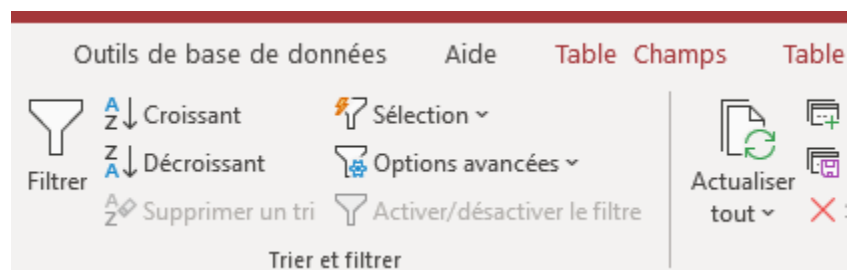 Outils de base de données Aide Table Champs Table
Filtrer
Croissant
Décroissant
Supprimer un tri
Sélection
Options avancées
Activer/désactiver le filtre
Trier et filtrer
Actualiser
tout